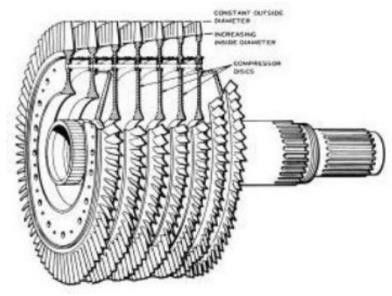 CONSTANT OUTSIDE
DIAMETER
INCREASING
INSIDE DIAMETER
COMPRESSOR
DISCS